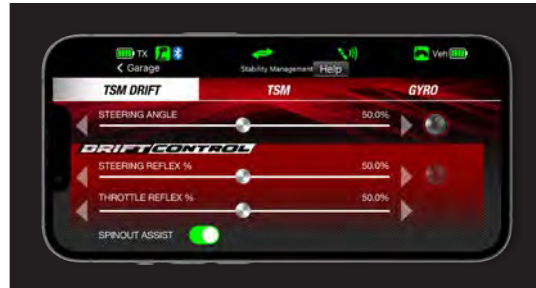 TX Veh
< Garage Stability Management Help
TSM DRIFT TSM GYRO
STEERING ANGLE 50.0%
DRIFT CONTROL
STEERING REFLEX % 50.0%
THROTTLE REFLEX % 50.0%
SPINOUT ASSIST